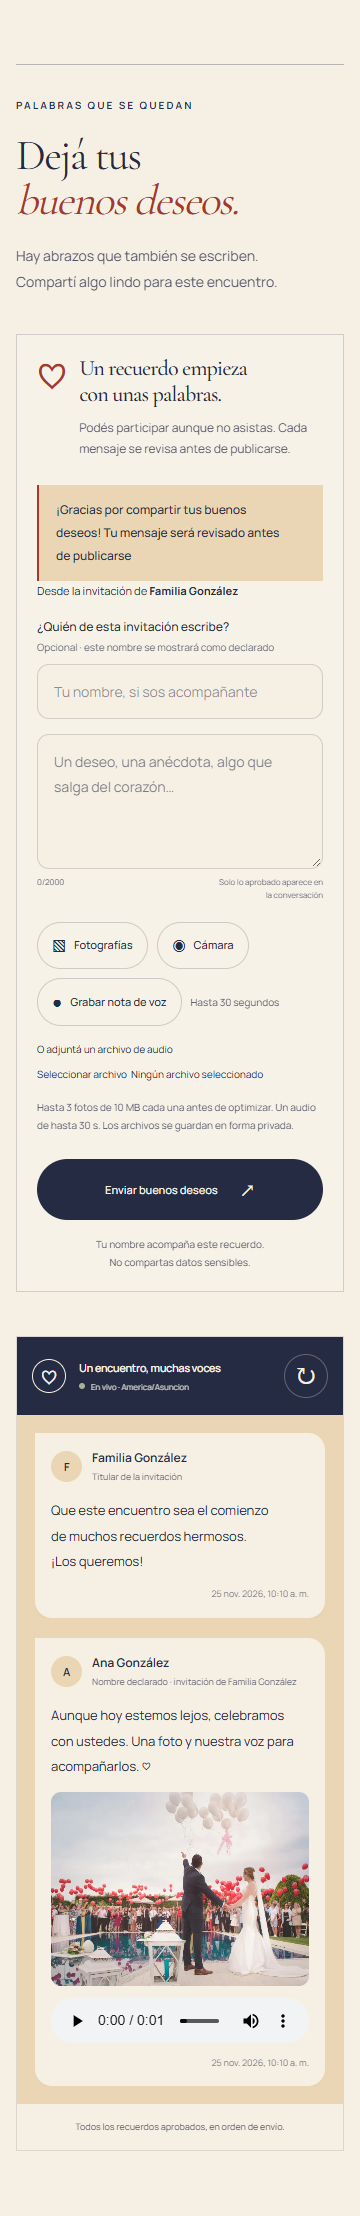 PALABRAS QUE SE QUEDAN
Dejá tus
buenos deseos.
Hay abrazos que también se escriben.
Compartí algo lindo para este encuentro.
Un recuerdo empieza
con unas palabras.
Podés participar aunque no asistas. Cada
mensaje se revisa antes de publicarse.
¡Gracias por compartir tus buenos
deseos! Tu mensaje será revisado antes
de publicarse
Desde la invitación de Familia González
¿Quién de esta invitación escribe?
Opcional · este nombre se mostrará como declarado
Tu nombre, si sos acompañante
Un deseo, una anécdota, algo que
salga del corazón...
0/2000
Solo lo aprobado aparece en
la conversación
Fotografías
Cámara
Grabar nota de voz
Hasta 30 segundos
O adjuntá un archivo de audio
Seleccionar archivo Ningún archivo seleccionado
Hasta 3 fotos de 10 MB cada una antes de optimizar. Un audio
de hasta 30 s. Los archivos se guardan en forma privada.
Enviar buenos deseos ↗
Tu nombre acompaña este recuerdo.
No compartas datos sensibles.
Un encuentro, muchas voces
En vivo · America/Asuncion
F
Familia González
Titular de la invitación
Que este encuentro sea el comienzo
de muchos recuerdos hermosos.
¡Los queremos!
25 nov. 2026, 10:10 a. m.
A
Ana González
Nombre declarado · invitación de Familia González
Aunque hoy estemos lejos, celebramos
con ustedes. Una foto y nuestra voz para
acompañarlos. ♡
0:00 / 0:01
25 nov. 2026, 10:10 a. m.
Todos los recuerdos aprobados, en orden de envío.